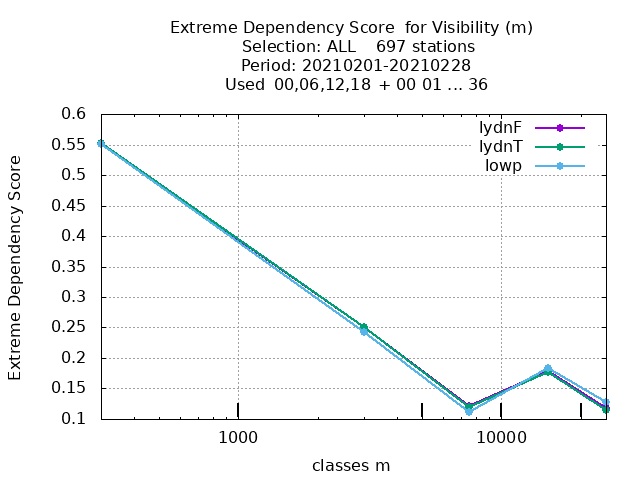 Extreme Dependency Score  for Visibility (m)
Selection: ALL    697 stations
Period: 20210201-20210228
Used  00,06,12,18  + 00 01 ... 36
Extreme Dependency Score
0.6
0.55
0.5
0.45
0.4
0.35
0.3
0.25
0.2
0.15
0.1
lydnF
lydnT
lowp
1000
10000
classes m